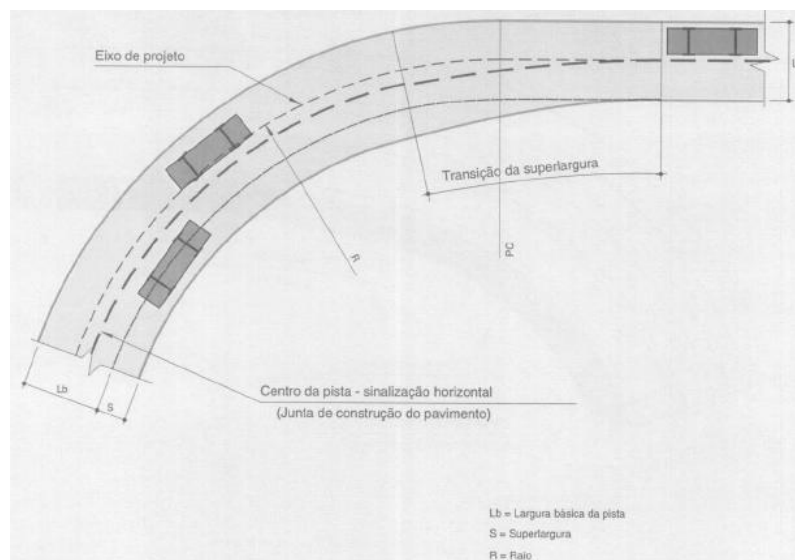 Eixo de projeto
Transição da superlargura
R
PC
Lb
S
Centro da pista - sinalização horizontal
(Junta de construção do pavimento)
Lb = Largura básica da pista
S = Superlargura
R = Raio